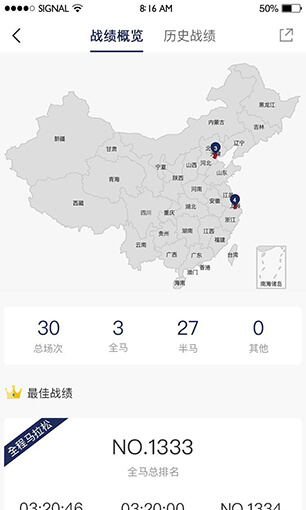 SIGNAL 8:16 AM 50%
战绩概览 历史战绩
黑龙江
吉林
内蒙古
辽宁
新疆
甘肃
河北
山西
宁夏
山东
青海
陕西
河南
西藏
安徽
四川
重庆
湖北
浙江
湖南
江西
贵州
福建
云南
台湾
广西
广东
香港
澳门
海南
南海诸岛
3
4
30 3 27 0
总场次 全马 半马 其他
最佳战绩
全程马拉松
NO.1333
全马总排名
03:20:46 03:20:00 NO.1334